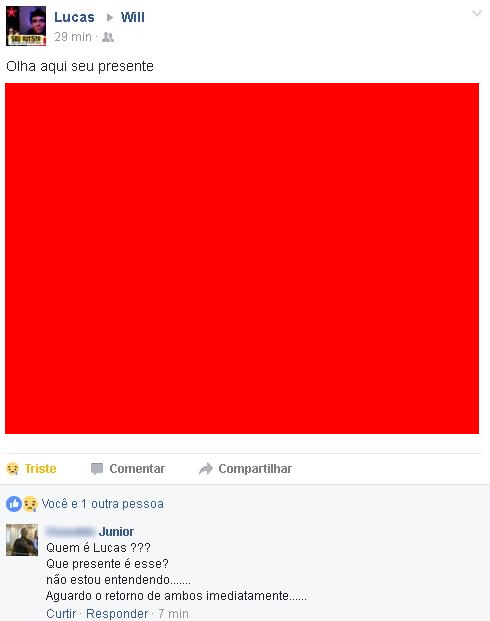 Lucas Will
29 min ·
Olha aqui seu presente
Triste Comentar Compartilhar
Você e 1 outra pessoa
Junior
Quem é Lucas ???
Que presente é esse?
não estou entendendo.......
Aguardo o retorno de ambos imediatamente......
Curtir · Responder · 7 min